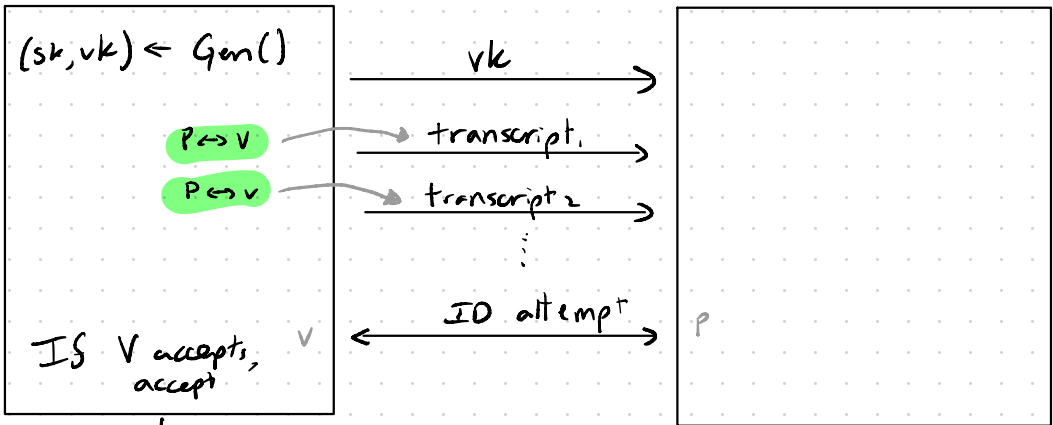 (sk, vk) ← Gen()
vk
P ↔ V
transcript₁
P ↔ V
transcript₂
⋮
ID attempt
V
P
If V accepts,
accept